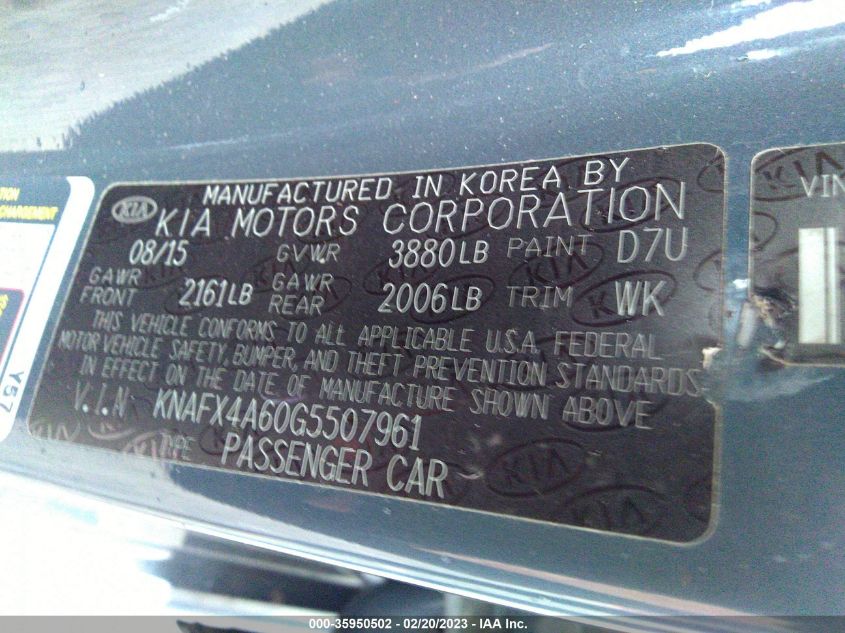 MANUFACTURED IN KOREA BY
KIA
KIA MOTORS CORPORATION
08/15 GVWR 3880LB PAINT D7U
GAWR FRONT 2161LB GAWR REAR 2006LB TRIM WK
THIS VEHICLE CONFORMS TO ALL APPLICABLE U.S.A. FEDERAL
MOTOR VEHICLE SAFETY, BUMPER, AND THEFT PREVENTION STANDARDS
IN EFFECT ON THE DATE OF MANUFACTURE SHOWN ABOVE
V.I.N KNAFX4A60G5507961
TYPE PASSENGER CAR
KIA
VIN
Y57
000-35950502 - 02/20/2023 - IAA Inc.